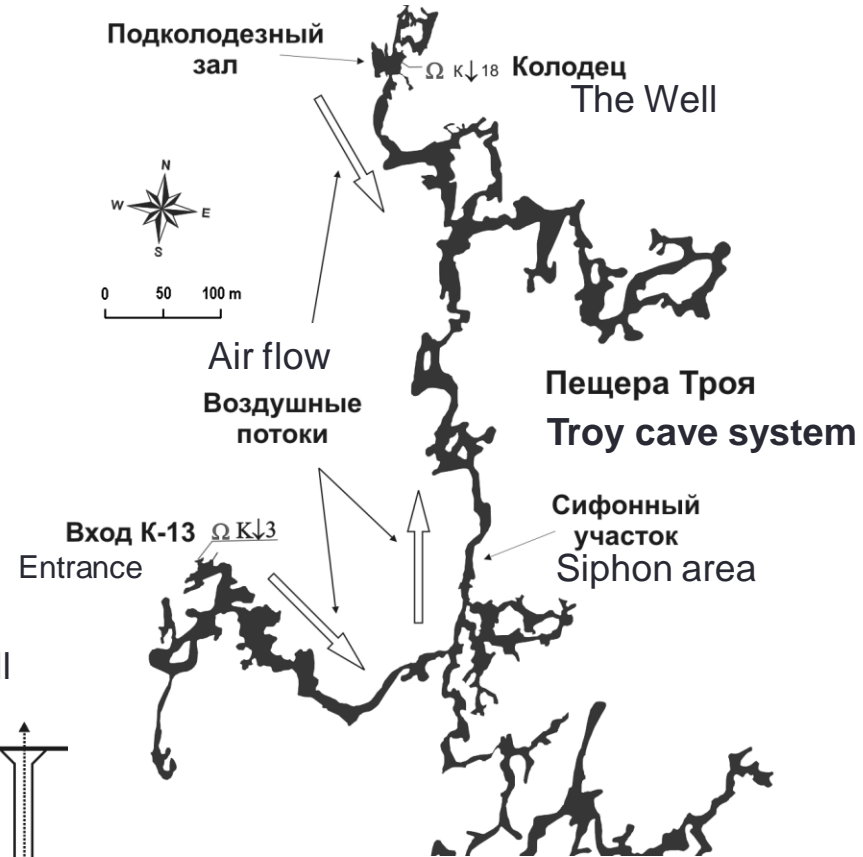 Подколодезный
зал
Ω К↓18 Колодец
The Well
N
W
E
S
0 50 100 m
Air flow
Воздушные
потоки
Пещера Троя
Troy cave system
Сифонный
участок
Siphon area
Вход К-13 Ω К↓3
Entrance